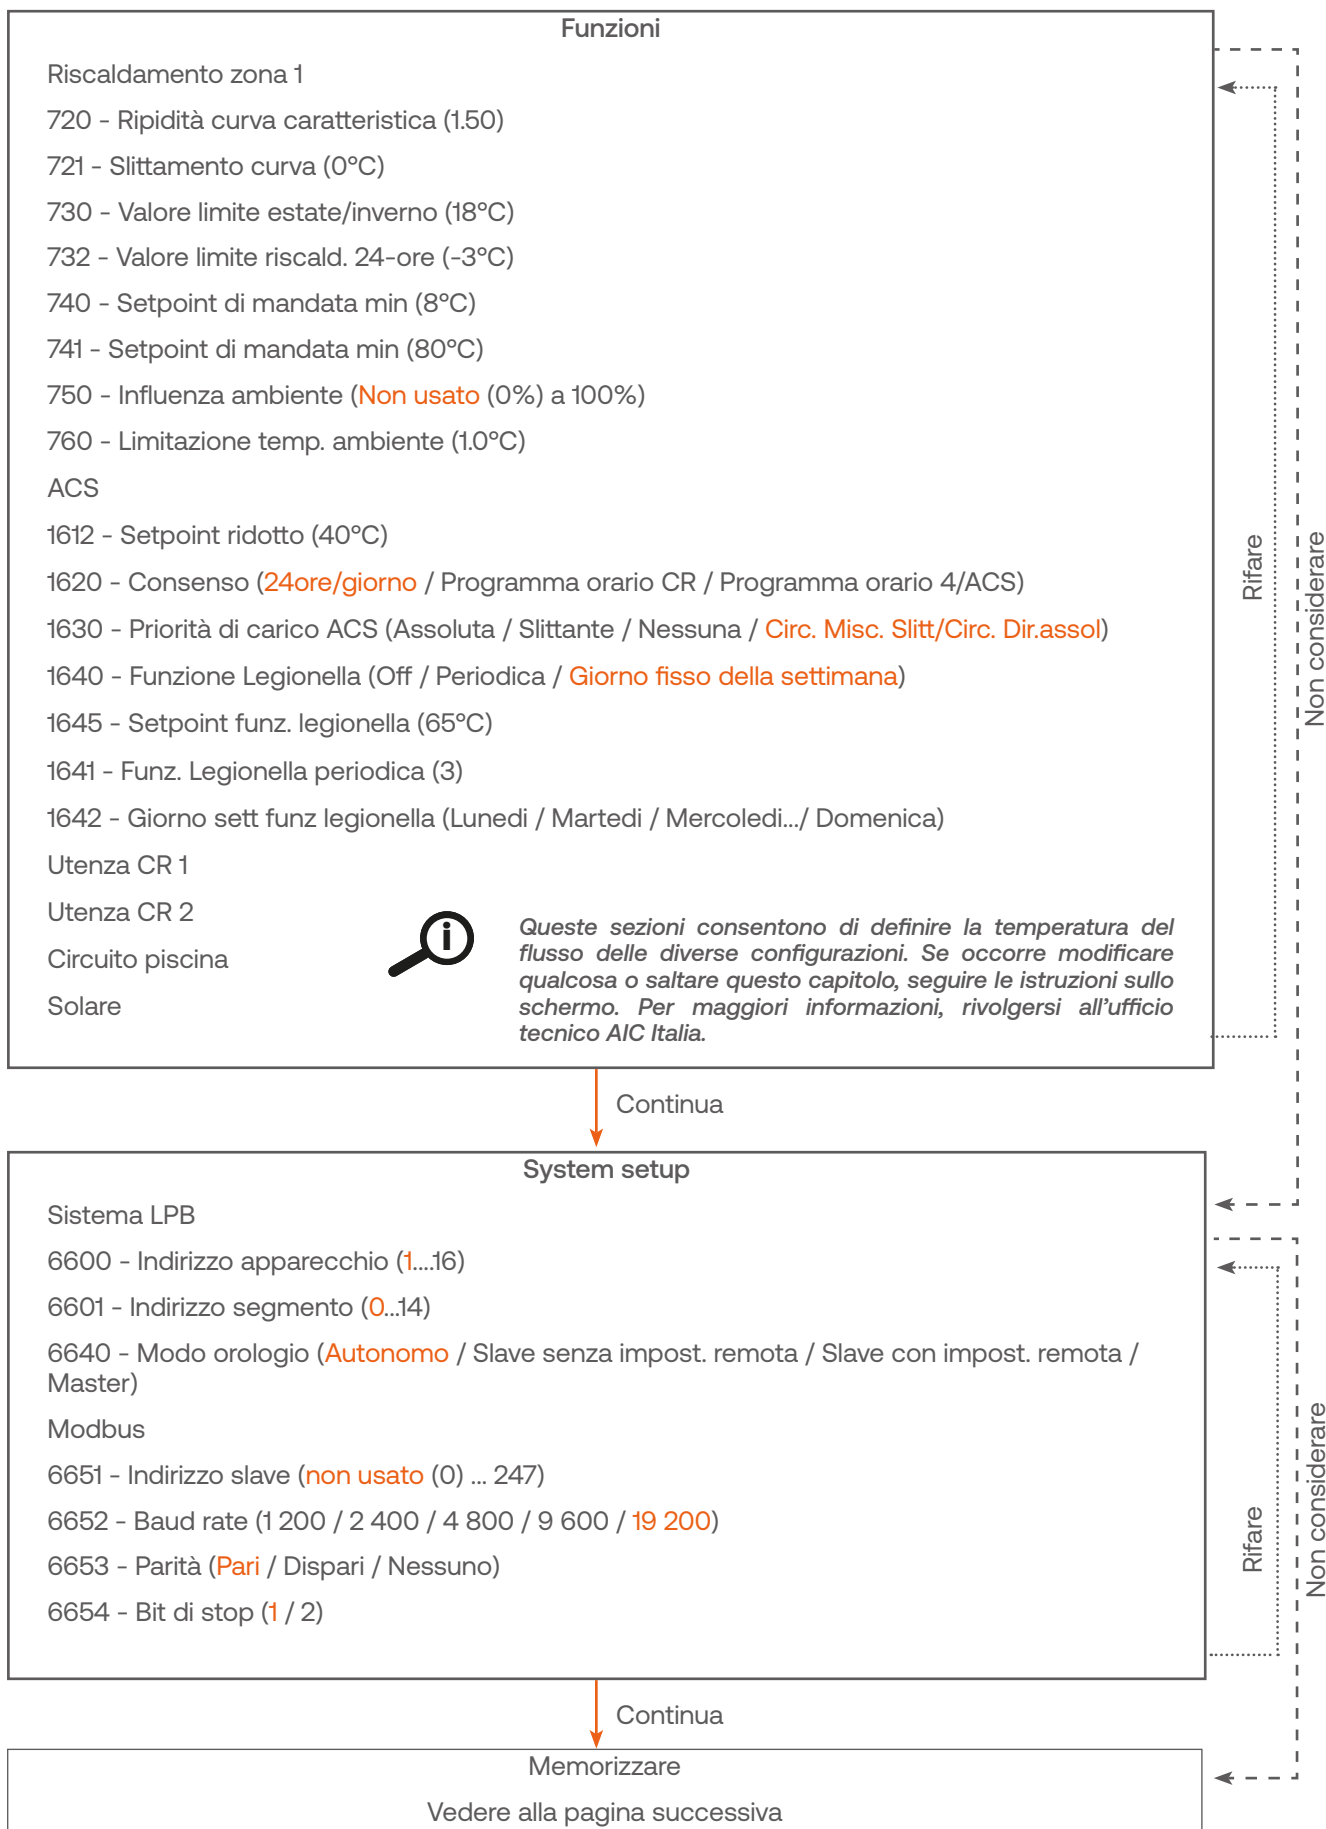 Funzioni
Riscaldamento zona 1
720 - Ripidità curva caratteristica (1.50)
721 - Slittamento curva (0°C)
730 - Valore limite estate/inverno (18°C)
732 - Valore limite riscald. 24-ore (-3°C)
740 - Setpoint di mandata min (8°C)
741 - Setpoint di mandata min (80°C)
750 - Influenza ambiente (Non usato (0%) a 100%)
760 - Limitazione temp. ambiente (1.0°C)
ACS
1612 - Setpoint ridotto (40°C)
1620 - Consenso (24ore/giorno / Programma orario CR / Programma orario 4/ACS)
1630 - Priorità di carico ACS (Assoluta / Slittante / Nessuna / Circ. Misc. Slitt/Circ. Dir.assol)
1640 - Funzione Legionella (Off / Periodica / Giorno fisso della settimana)
1645 - Setpoint funz. legionella (65°C)
1641 - Funz. Legionella periodica (3)
1642 - Giorno sett funz legionella (Lunedi / Martedi / Mercoledi.../ Domenica)
Utenza CR 1
Utenza CR 2
Circuito piscina
Solare
Queste sezioni consentono di definire la temperatura del
flusso delle diverse configurazioni. Se occorre modificare
qualcosa o saltare questo capitolo, seguire le istruzioni sullo
schermo. Per maggiori informazioni, rivolgersi all'ufficio
tecnico AIC Italia.
Rifare
Non considerare
Continua
System setup
Sistema LPB
6600 - Indirizzo apparecchio (1....16)
6601 - Indirizzo segmento (0...14)
6640 - Modo orologio (Autonomo / Slave senza impost. remota / Slave con impost. remota /
Master)
Modbus
6651 - Indirizzo slave (non usato (0) ... 247)
6652 - Baud rate (1 200 / 2 400 / 4 800 / 9 600 / 19 200)
6653 - Parità (Pari / Dispari / Nessuno)
6654 - Bit di stop (1 / 2)
Rifare
Non considerare
Continua
Memorizzare
Vedere alla pagina successiva